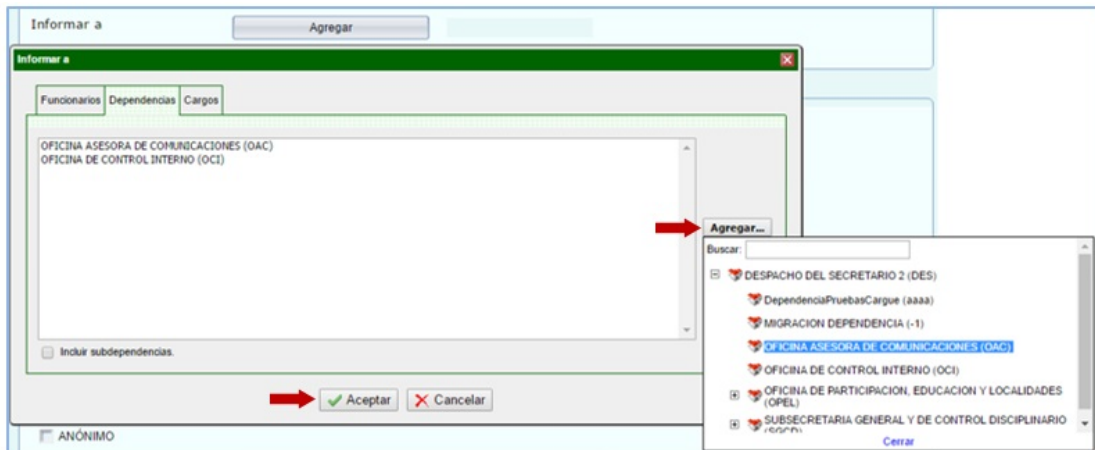 Informar a
Agregar
Informar a
Funcionarios Dependencias Cargos
OFICINA ASESORA DE COMUNICACIONES (OAC)
OFICINA DE CONTROL INTERNO (OCI)
Agregar...
Buscar:
DESPACHO DEL SECRETARIO 2 (DES)
DependenciaPruebasCargue (aaaa)
MIGRACION DEPENDENCIA (-1)
OFICINA ASESORA DE COMUNICACIONES (OAC)
OFICINA DE CONTROL INTERNO (OCI)
OFICINA DE PARTICIPACION, EDUCACION Y LOCALIDADES
(OPEL)
SUBSECRETARIA GENERAL Y DE CONTROL DISCIPLINARIO
(SGCD)
Cerrar
Incluir subdependencias.
Aceptar Cancelar
ANÓNIMO